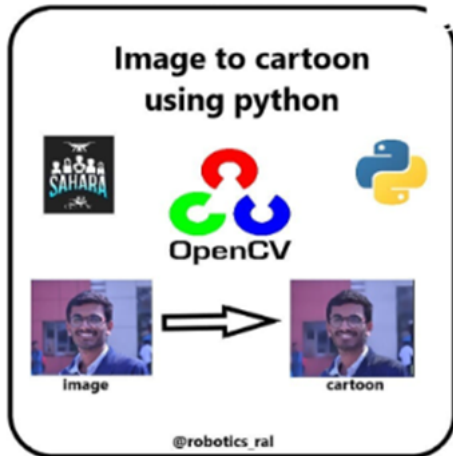 Image to cartoon
using python
SAHARA
OpenCV
image
cartoon
@robotics_ral